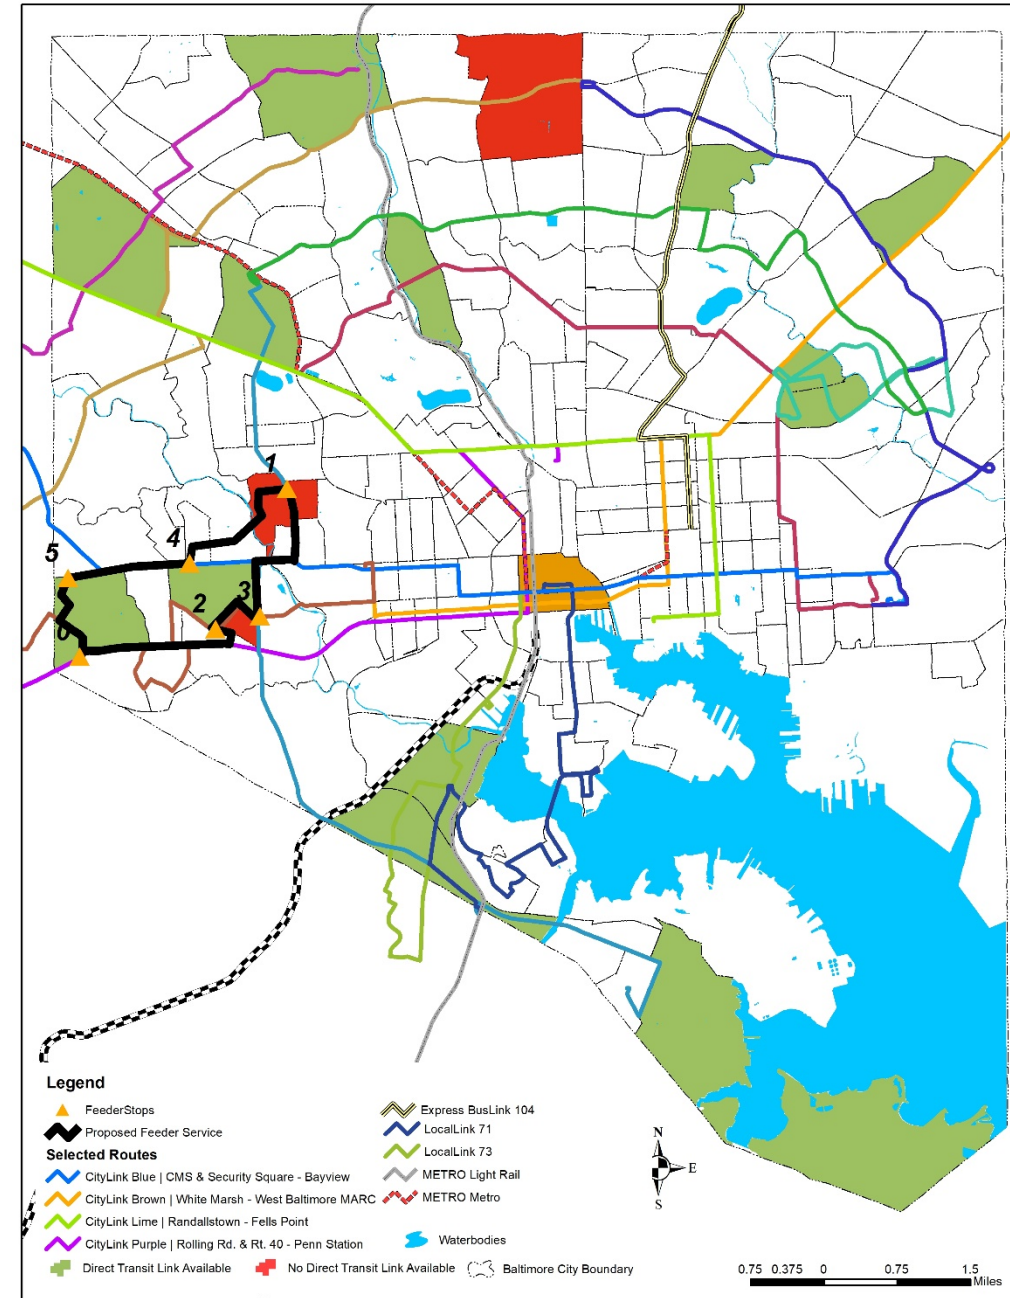 1
4
5
2
3
6
Legend
FeederStops
Proposed Feeder Service
Selected Routes
CityLink Blue | CMS & Security Square - Bayview
CityLink Brown | White Marsh - West Baltimore MARC
CityLink Lime | Randallstown - Fells Point
CityLink Purple | Rolling Rd. & Rt. 40 - Penn Station
Direct Transit Link Available
No Direct Transit Link Available
Baltimore City Boundary
Express BusLink 104
LocalLink 71
LocalLink 73
METRO Light Rail
METRO Metro
Waterbodies
N
E
S
0.75 0.375 0 0.75 1.5
Miles